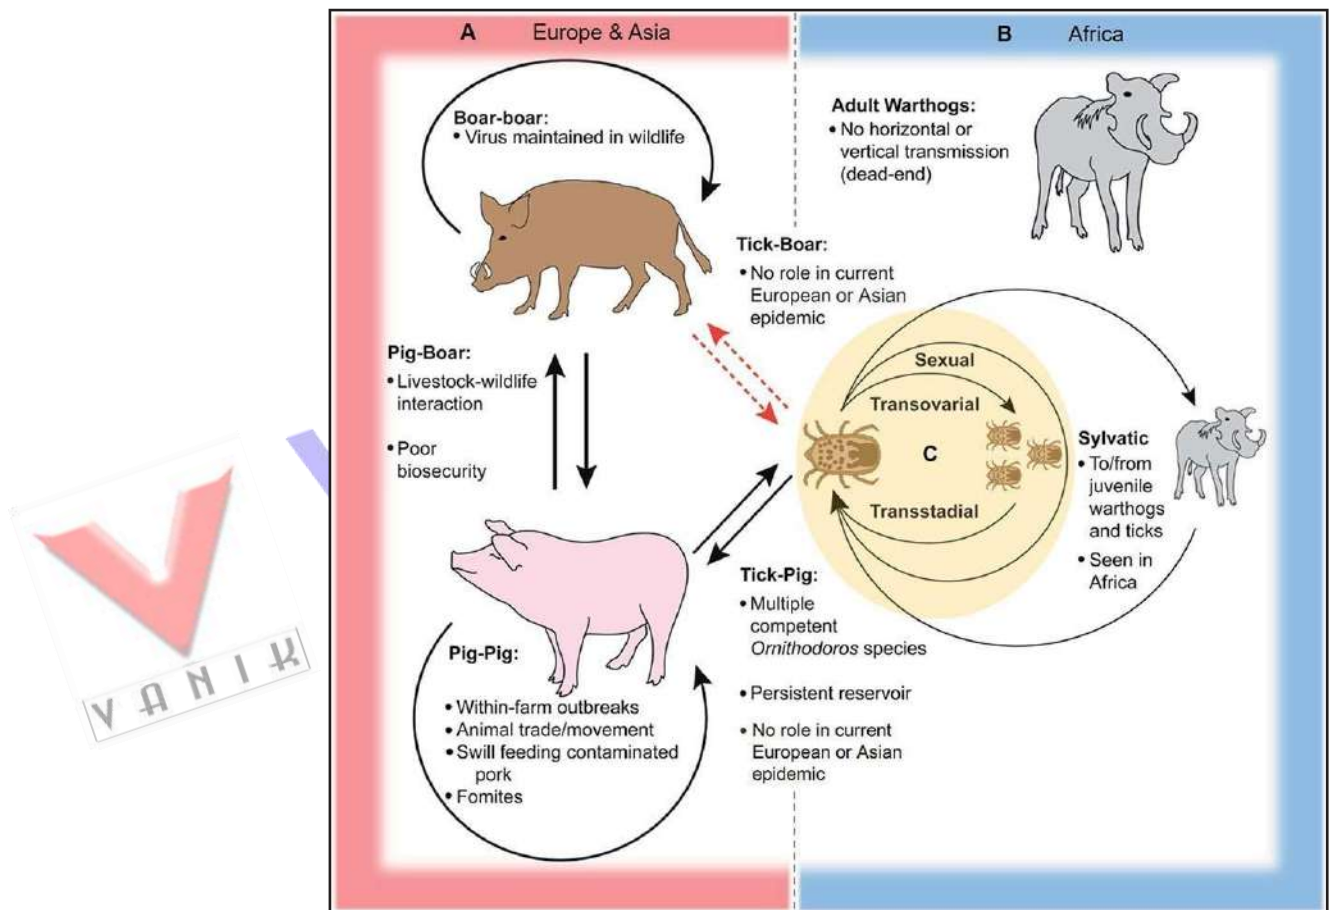 A Europe & Asia
B Africa
Boar-boar:
• Virus maintained in wildlife
Adult Warthogs:
• No horizontal or
vertical transmission
(dead-end)
Tick-Boar:
• No role in current
European or Asian
epidemic
Pig-Boar:
• Livestock-wildlife
interaction
• Poor
biosecurity
Sexual
Transovarial
C
Transstadial
Sylvatic
• To/from
juvenile
warthogs
and ticks
• Seen in
Africa
Tick-Pig:
• Multiple
competent
Ornithodoros species
• Persistent reservoir
• No role in current
European or Asian
epidemic
Pig-Pig:
• Within-farm outbreaks
• Animal trade/movement
• Swill feeding contaminated
pork
• Fomites
VANIK